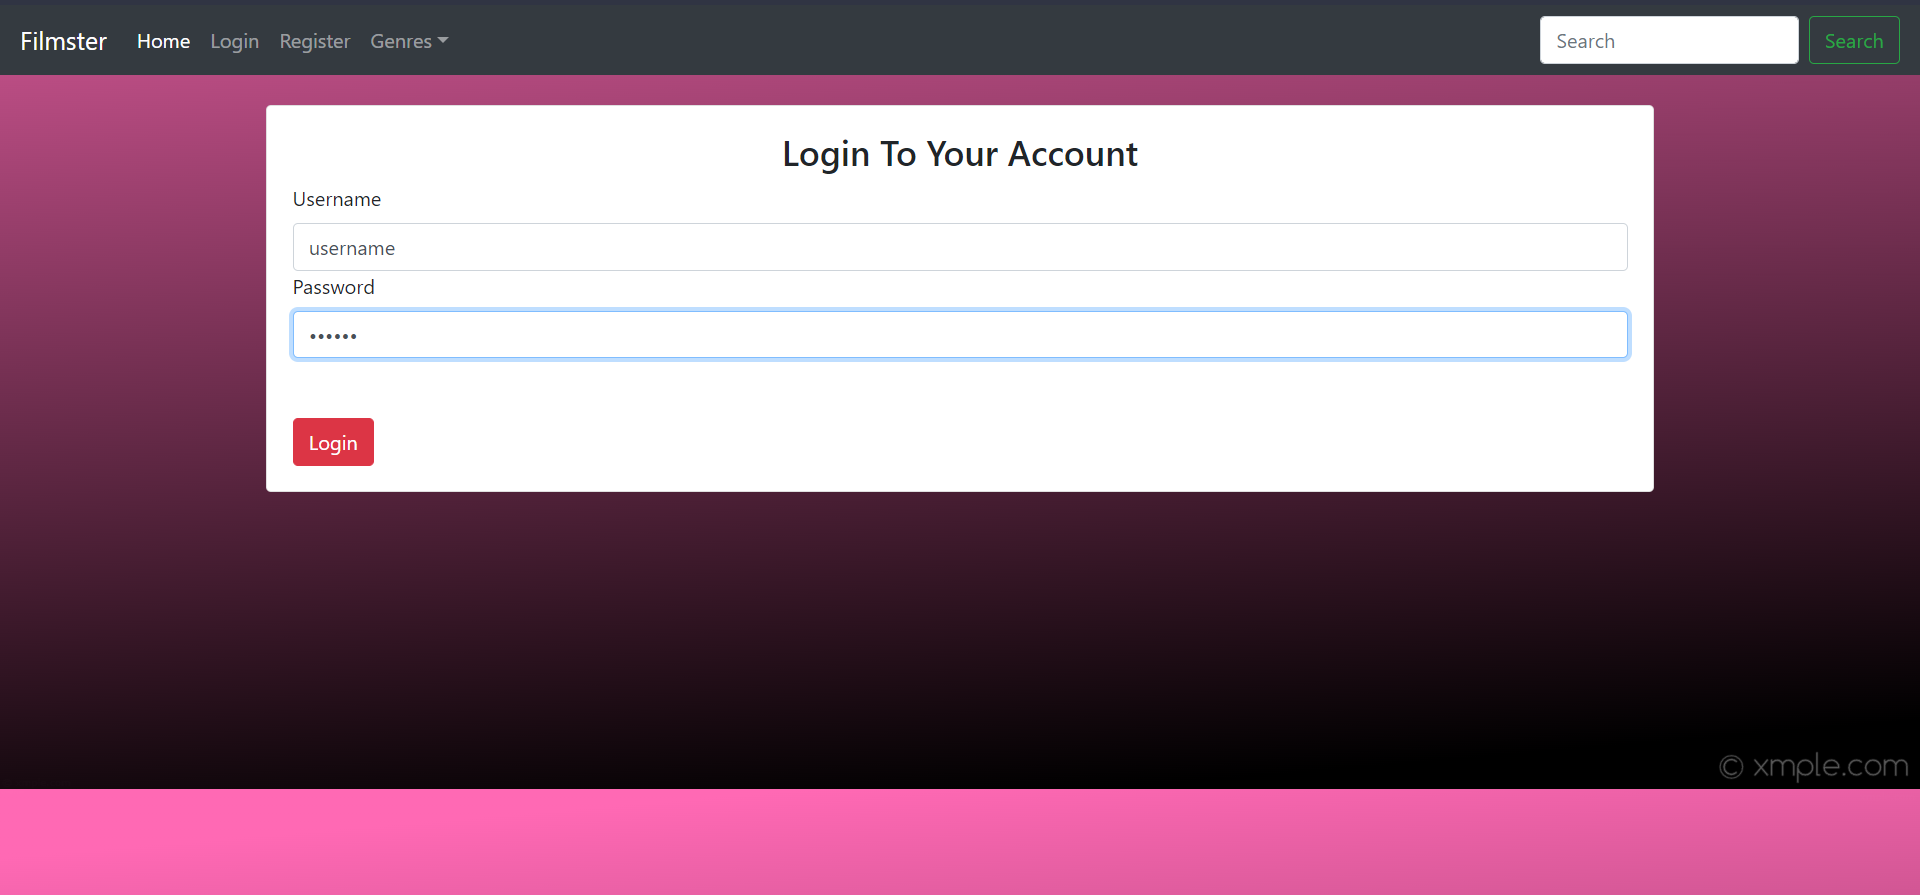 Filmster Home Login Register Genres Search Search
Login To Your Account
Username
username
Password
••••••
Login
© xmple.com